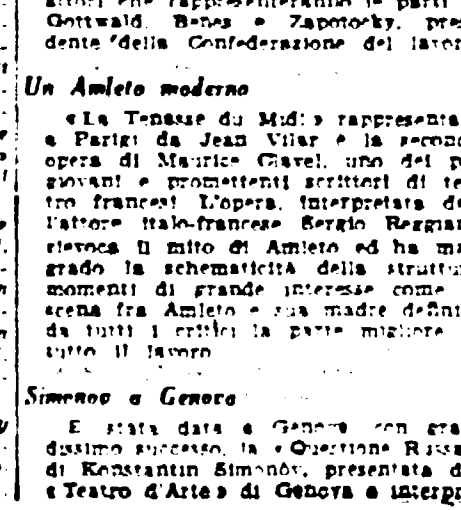 attori che rappresenteranno le parti
Gottwald, Benes e Zapotocky, pres
dente della Confederazione del lavor
Un Amleto moderno
«La Tenasse du Midi» rappresenta
a Parigi da Jean Vilar è la second
opera di Maurice Clavel, uno dei p
giovani e promettenti scrittori di te
tro francesi L'opera, interpretata d
l'attore italo-francese Sergio Reggian
rievoca il mito di Amleto ed ha ma
grado la schematicità della struttu
momenti di grande interesse come
scena fra Amleto e sua madre defini
da tutti i critici la parte migliore
tutto il lavoro
Simenov a Genova
E stata data a Genova con gra
dissimo successo, la «Questione Russa
di Konstantin Simonòv, presentata d
«Teatro d'Arte» di Genova e interpr